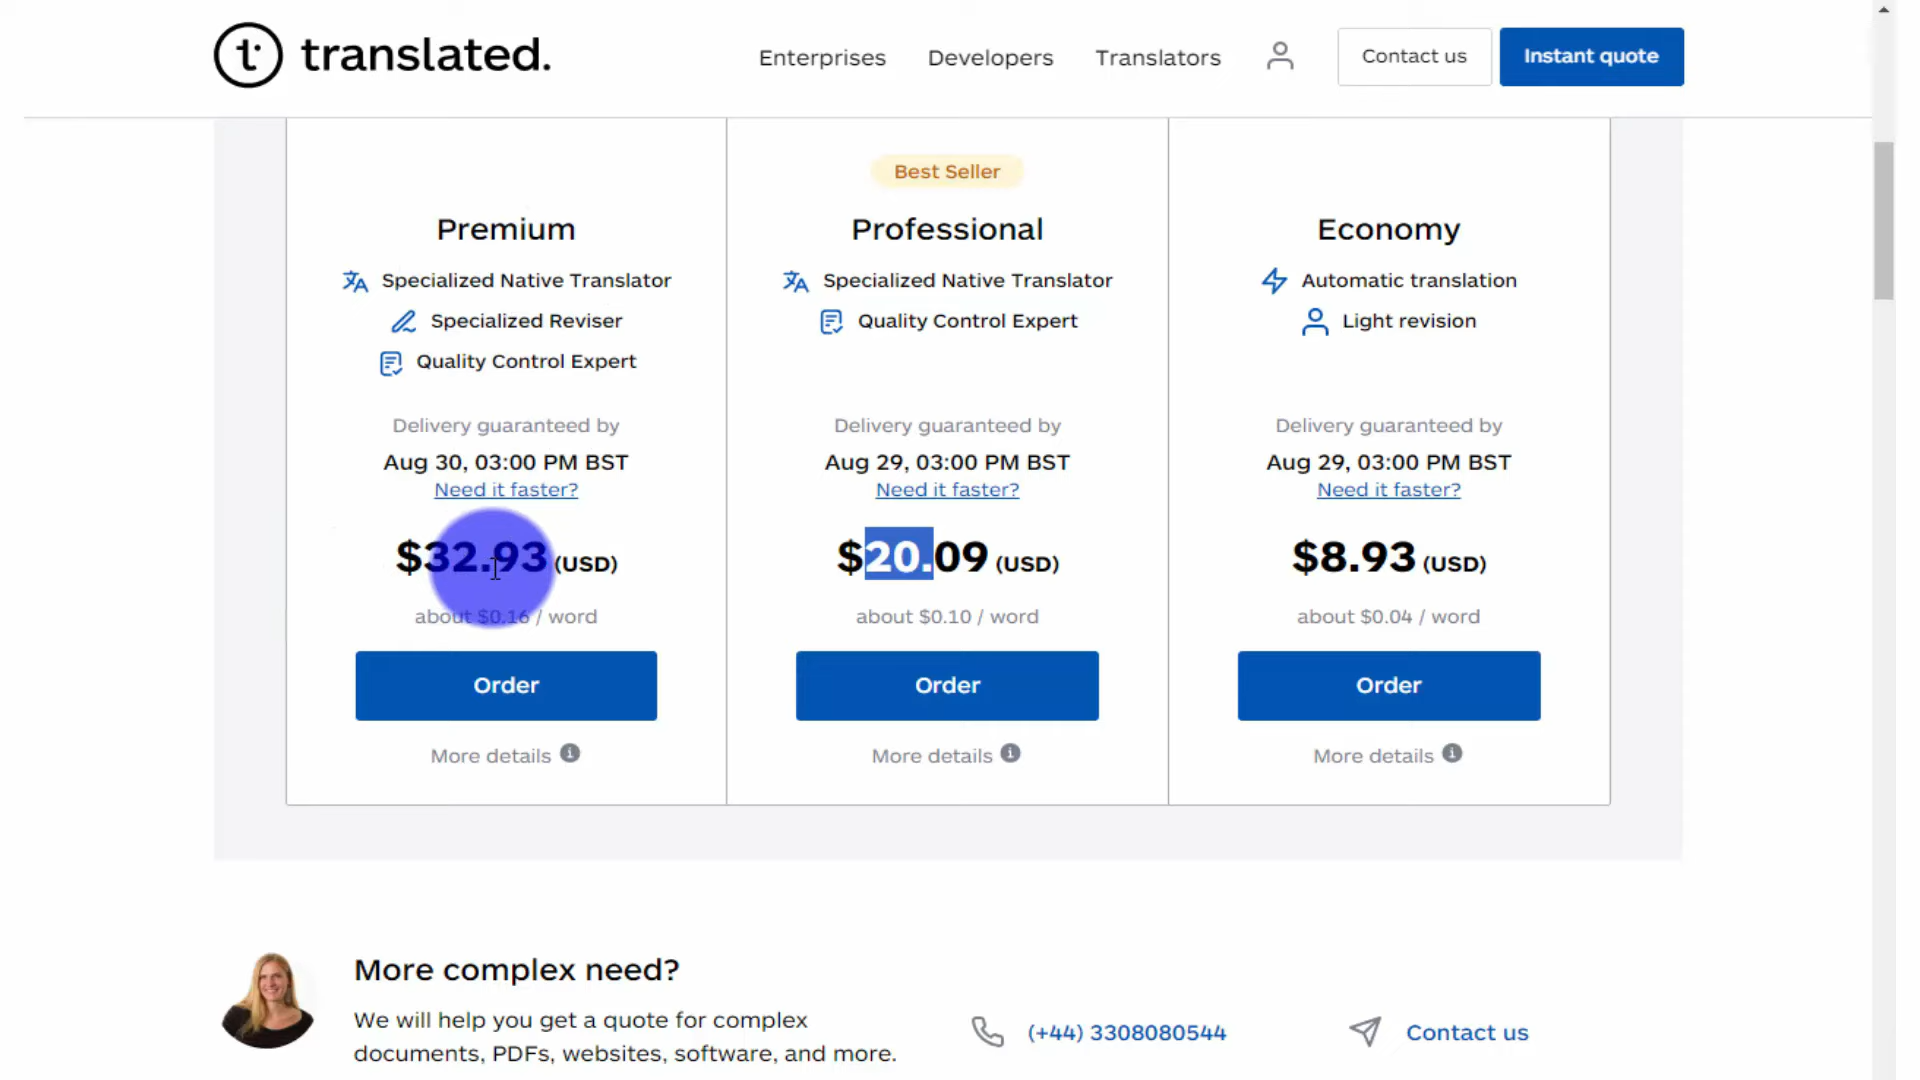 translated.
Enterprises Developers Translators Contact us Instant quote
Best Seller
Premium Professional Economy
Specialized Native Translator Specialized Native Translator Automatic translation
Specialized Reviser Quality Control Expert Light revision
Quality Control Expert
Delivery guaranteed by Delivery guaranteed by Delivery guaranteed by
Aug 30, 03:00 PM BST Aug 29, 03:00 PM BST Aug 29, 03:00 PM BST
Need it faster? Need it faster? Need it faster?
$32.93 (USD) $20.09 (USD) $8.93 (USD)
about $0.16 / word about $0.10 / word about $0.04 / word
Order Order Order
More details More details More details
More complex need?
We will help you get a quote for complex
documents, PDFs, websites, software, and more.
(+44) 3308080544 Contact us